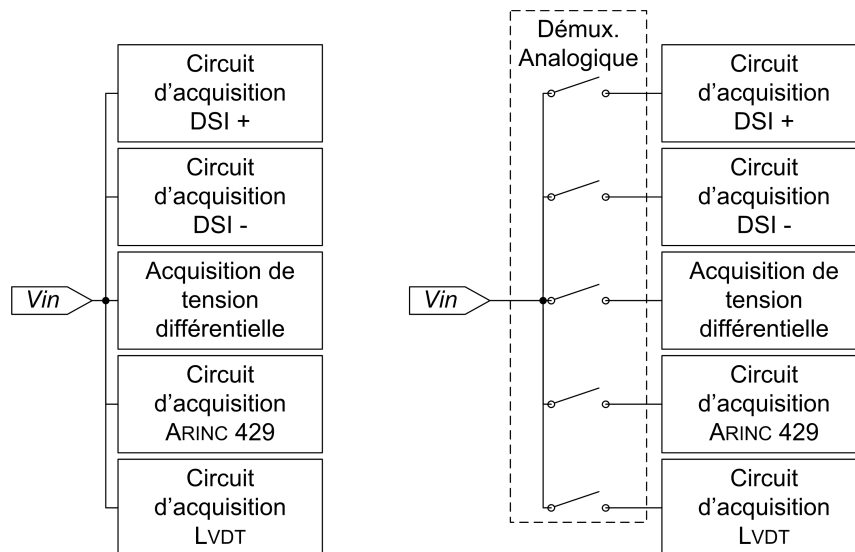 Circuit
d'acquisition
DSI +
Circuit
d'acquisition
DSI -
Vin
Acquisition de
tension
différentielle
Circuit
d'acquisition
ARINC 429
Circuit
d'acquisition
LVDT
Démux.
Analogique
Circuit
d'acquisition
DSI +
Circuit
d'acquisition
DSI -
Vin
Acquisition de
tension
différentielle
Circuit
d'acquisition
ARINC 429
Circuit
d'acquisition
LVDT